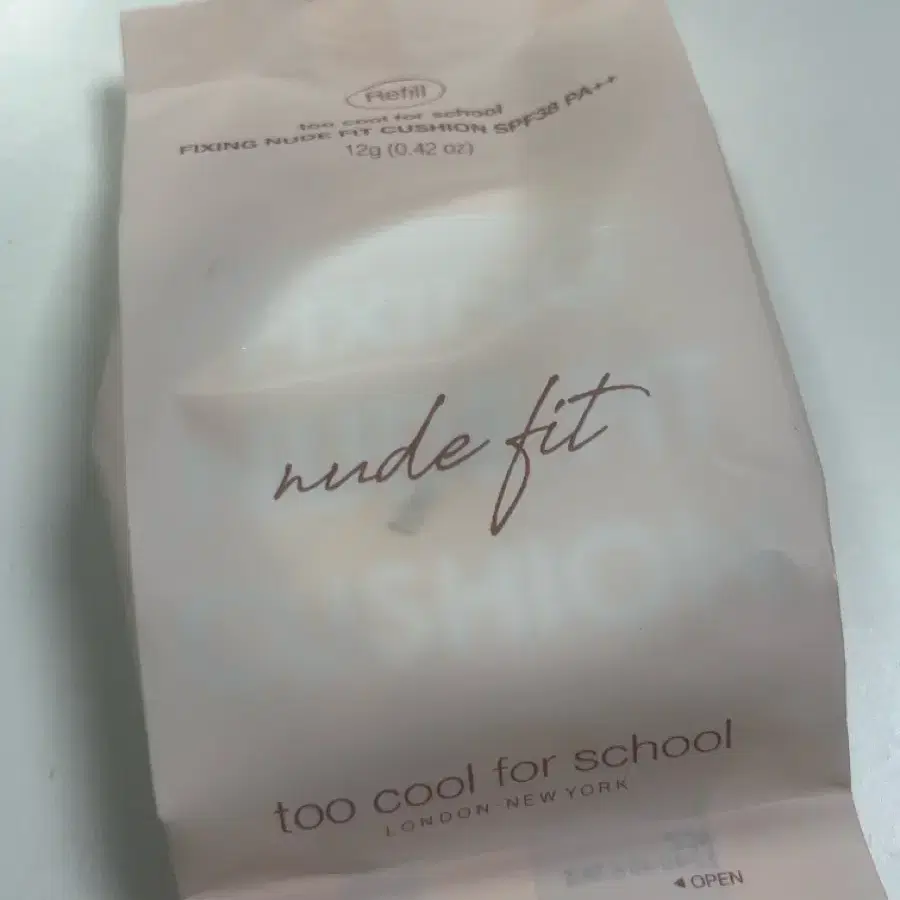 Refill
too cool for school
FIXING NUDE FIT CUSHION SPF38 PA++
12g (0.42 oz)
nude fit
too cool for school
LONDON NEW YORK
◄ OPEN